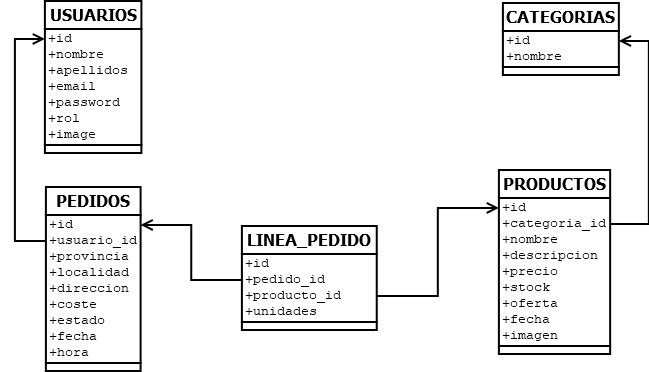 USUARIOS
+id
+nombre
+apellidos
+email
+password
+rol
+image
CATEGORIAS
+id
+nombre
PEDIDOS
+id
+usuario_id
+provincia
+localidad
+direccion
+coste
+estado
+fecha
+hora
LINEA_PEDIDO
+id
+pedido_id
+producto_id
+unidades
PRODUCTOS
+id
+categoria_id
+nombre
+descripcion
+precio
+stock
+oferta
+fecha
+imagen